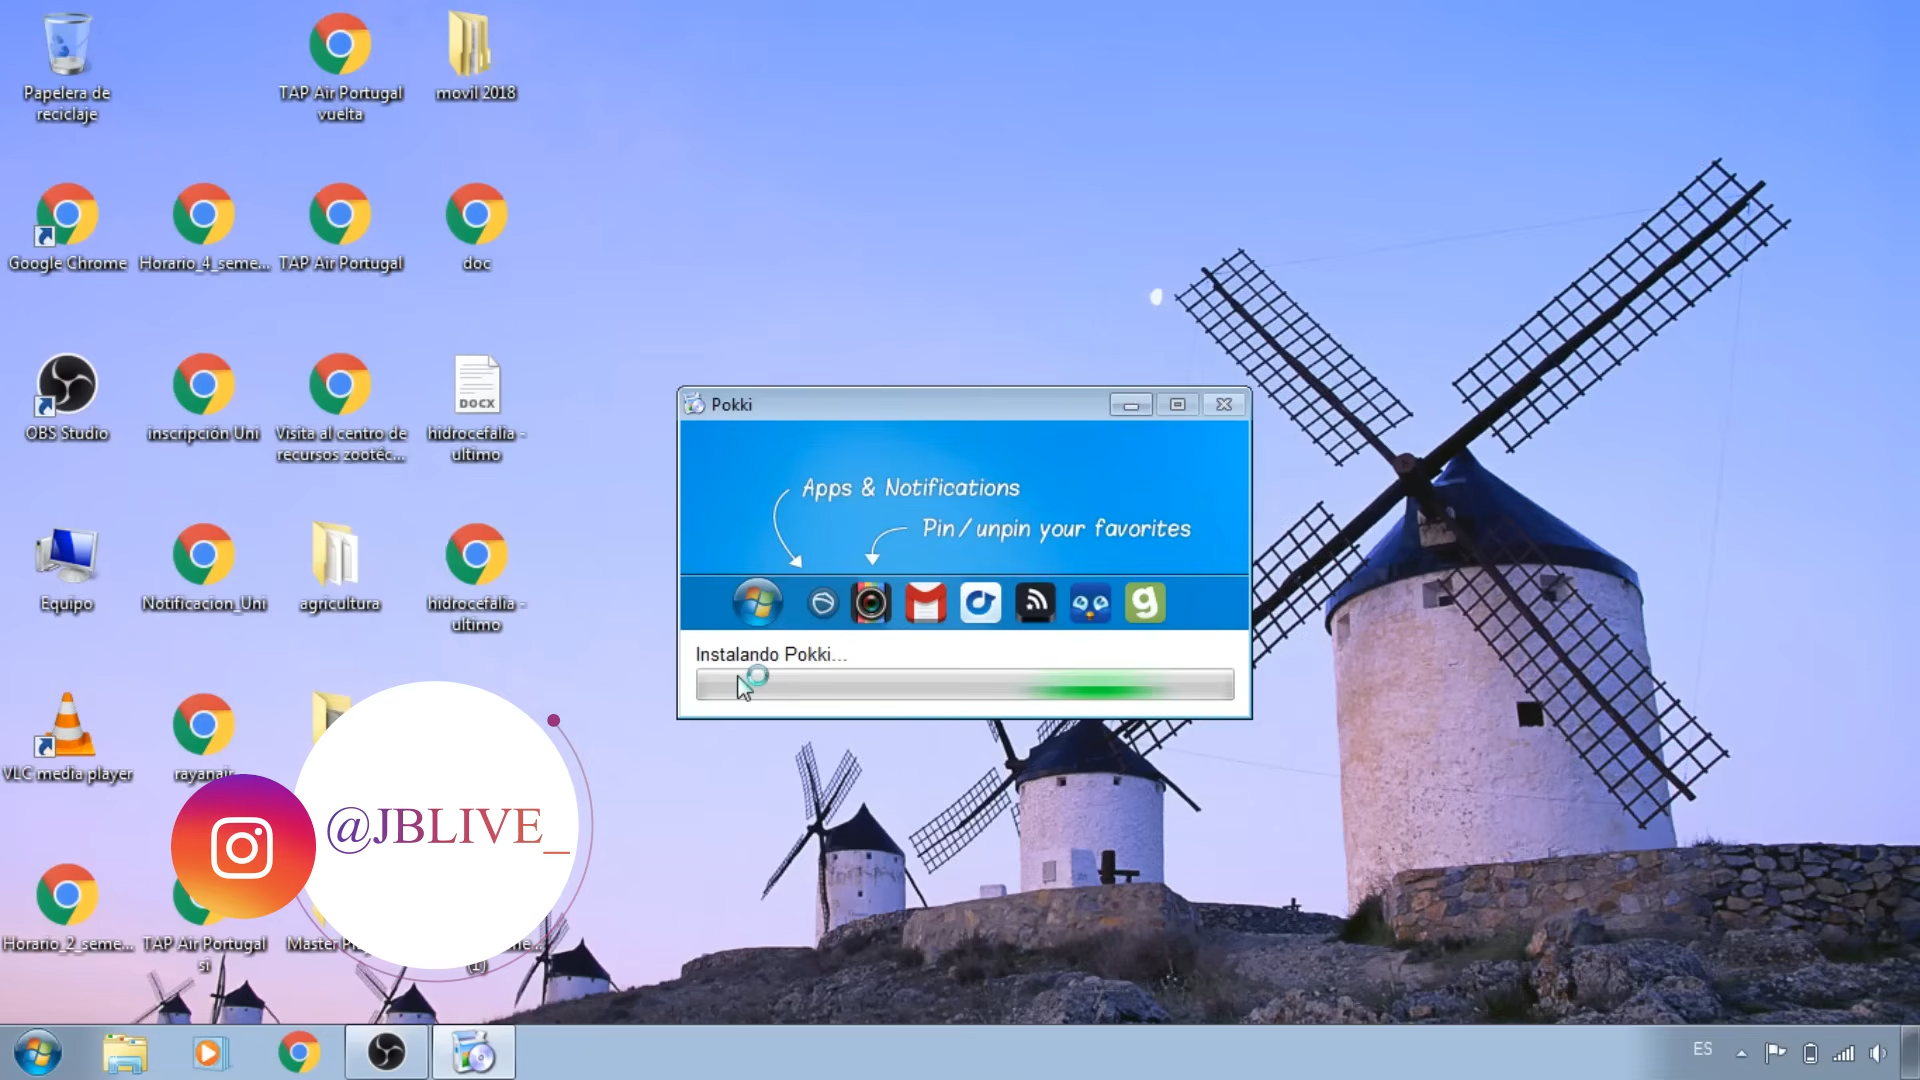 Papelera de
reciclaje
TAP Air Portugal
vuelta
movil 2018
Google Chrome
Horario_4_seme...
TAP Air Portugal
doc
OBS Studio
inscripción Uni
Visita al centro de
recursos zootéc...
DOCX
hidrocefalia -
ultimo
Equipo
Notificacion_Uni
agricultura
hidrocefalia -
ultimo
VLC media player
rayanair
Horario_2_seme...
TAP Air Portugal
si
Master
(1)
@JBLIVE_
Pokki
Apps & Notifications
Pin/unpin your favorites
g
Instalando Pokki...
ES